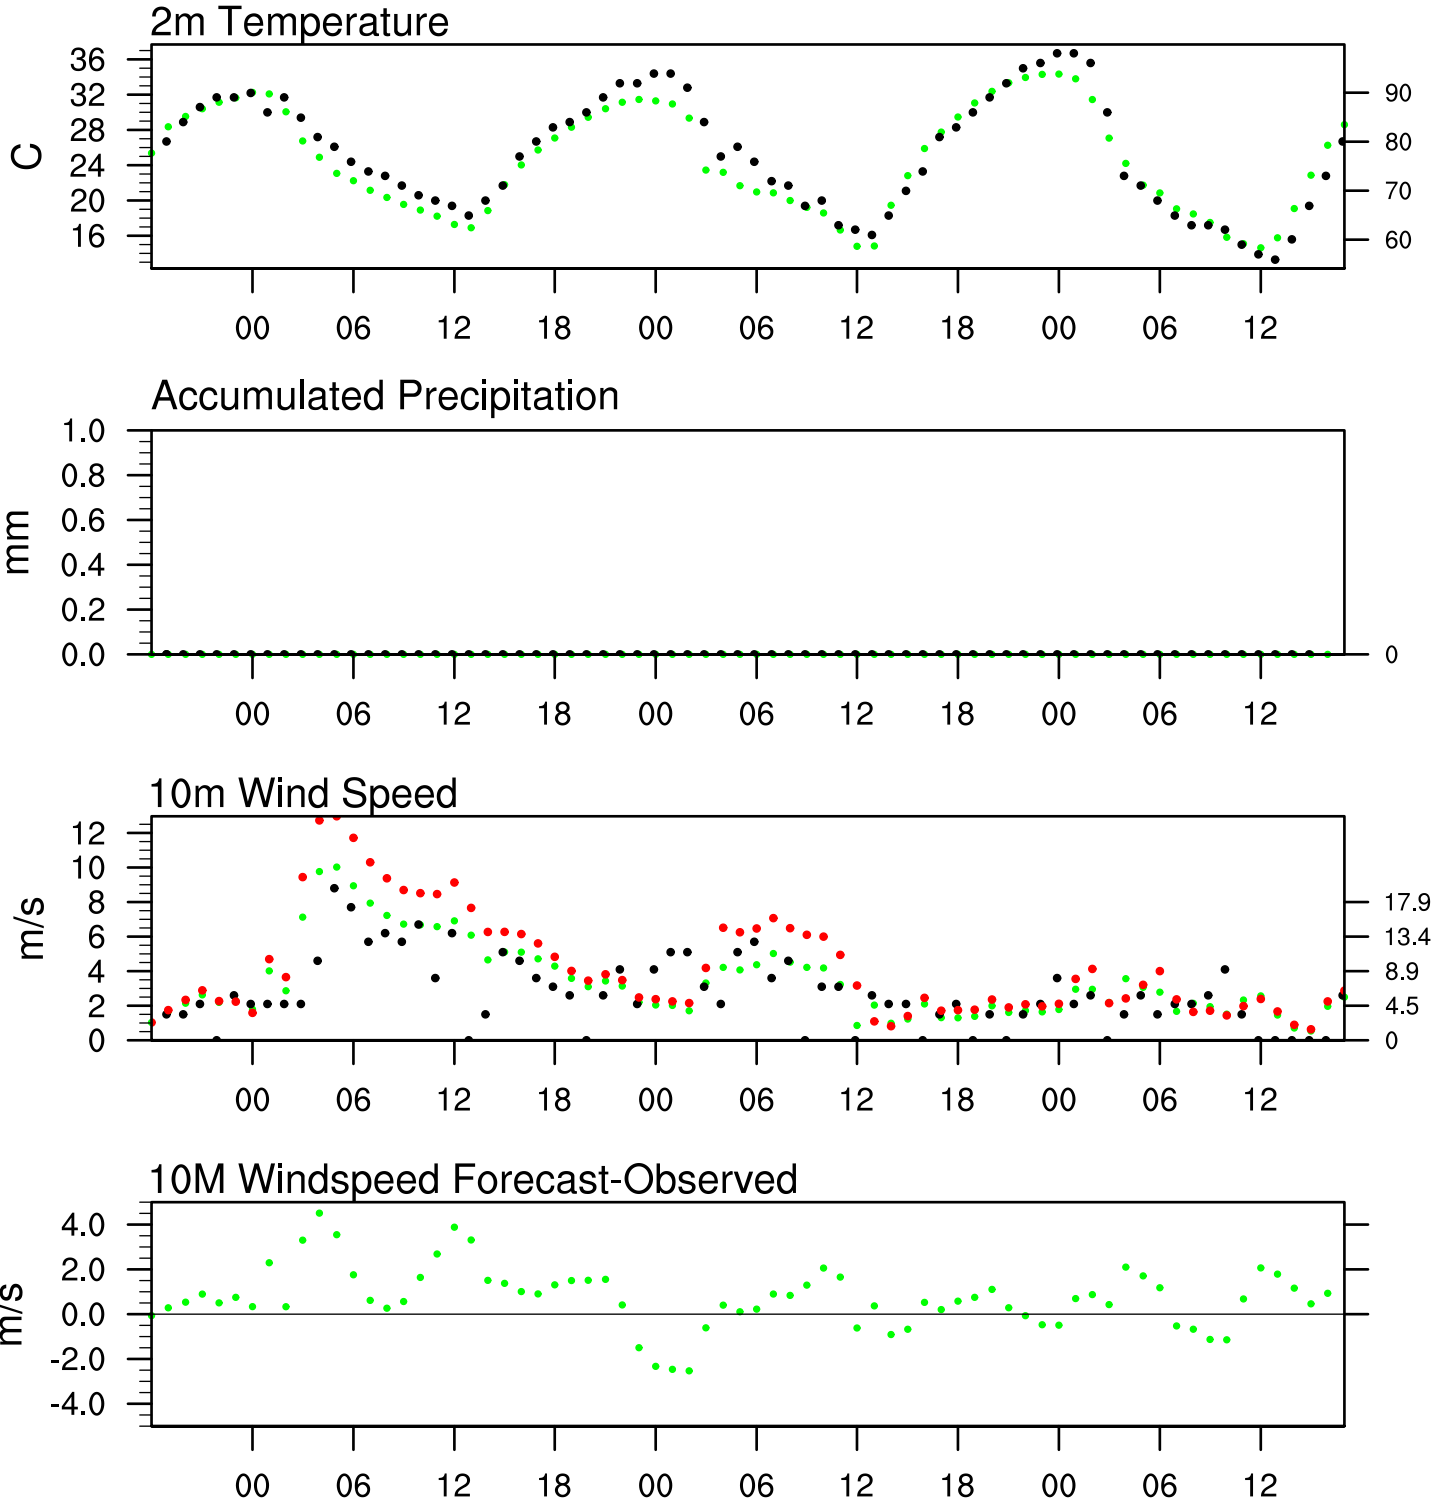 2m Temperature
36
32
28
24
20
16
C
90
80
70
60
00 06 12 18 00 06 12 18 00 06 12
Accumulated Precipitation
1.0
0.8
0.6
0.4
0.2
0.0
mm
0
00 06 12 18 00 06 12 18 00 06 12
10m Wind Speed
12
10
8
6
4
2
0
m/s
17.9
13.4
8.9
4.5
0
00 06 12 18 00 06 12 18 00 06 12
10M Windspeed Forecast-Observed
4.0
2.0
0.0
-2.0
-4.0
m/s
00 06 12 18 00 06 12 18 00 06 12